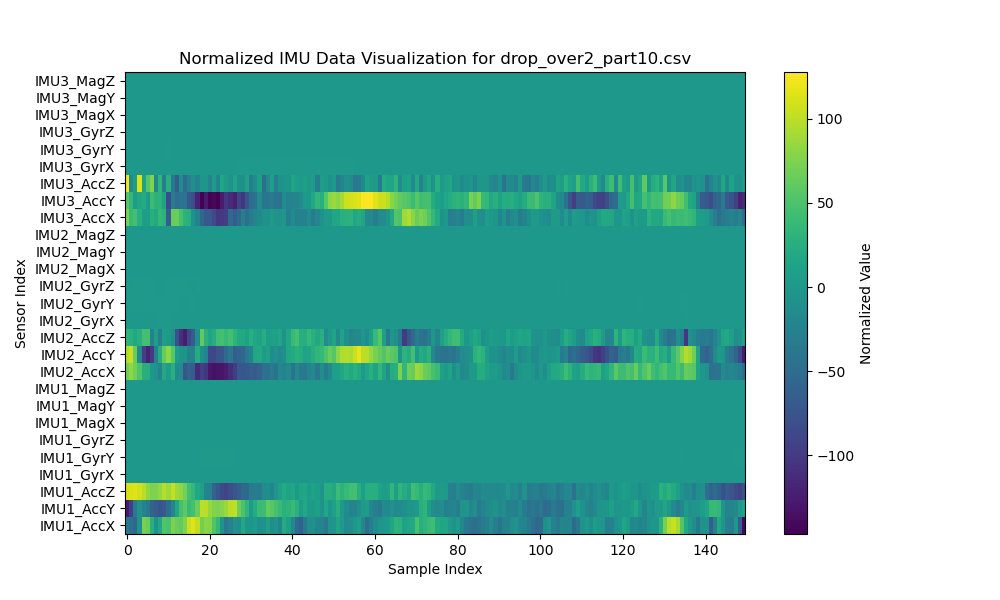 Normalized IMU Data Visualization for drop_over2_part10.csv
Sensor Index
IMU3_MagZ
IMU3_MagY
IMU3_MagX
IMU3_GyrZ
IMU3_GyrY
IMU3_GyrX
IMU3_AccZ
IMU3_AccY
IMU3_AccX
IMU2_MagZ
IMU2_MagY
IMU2_MagX
IMU2_GyrZ
IMU2_GyrY
IMU2_GyrX
IMU2_AccZ
IMU2_AccY
IMU2_AccX
IMU1_MagZ
IMU1_MagY
IMU1_MagX
IMU1_GyrZ
IMU1_GyrY
IMU1_GyrX
IMU1_AccZ
IMU1_AccY
IMU1_AccX
0 20 40 60 80 100 120 140
Sample Index
100
50
0
−50
−100
Normalized Value